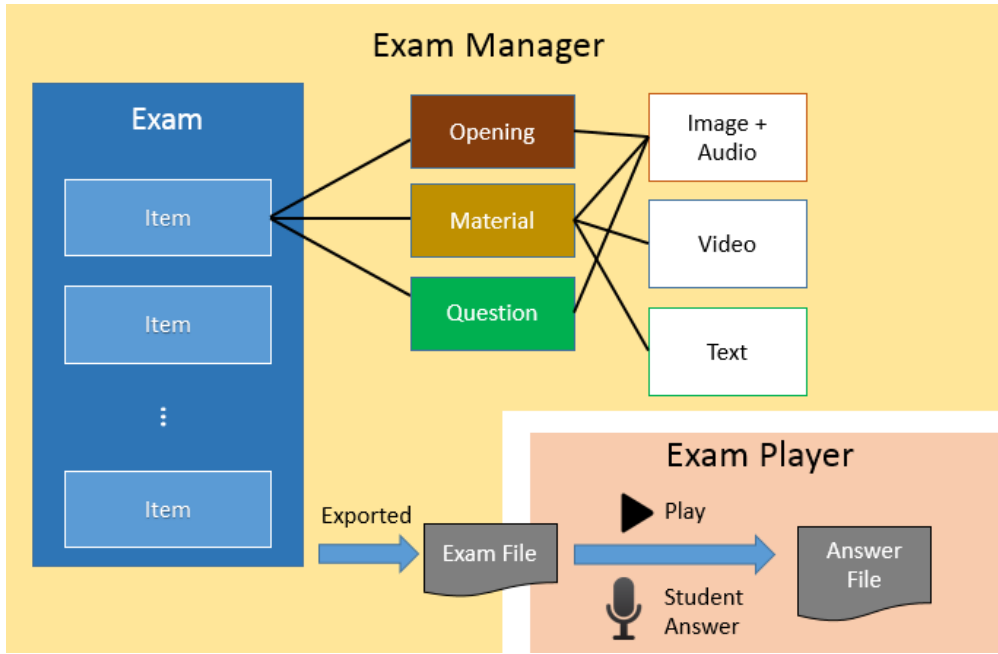 Exam Manager
Exam
Item
Item
⋮
Item
Opening
Material
Question
Image +
Audio
Video
Text
Exported
Exam File
Exam Player
Play
Student
Answer
Answer
File